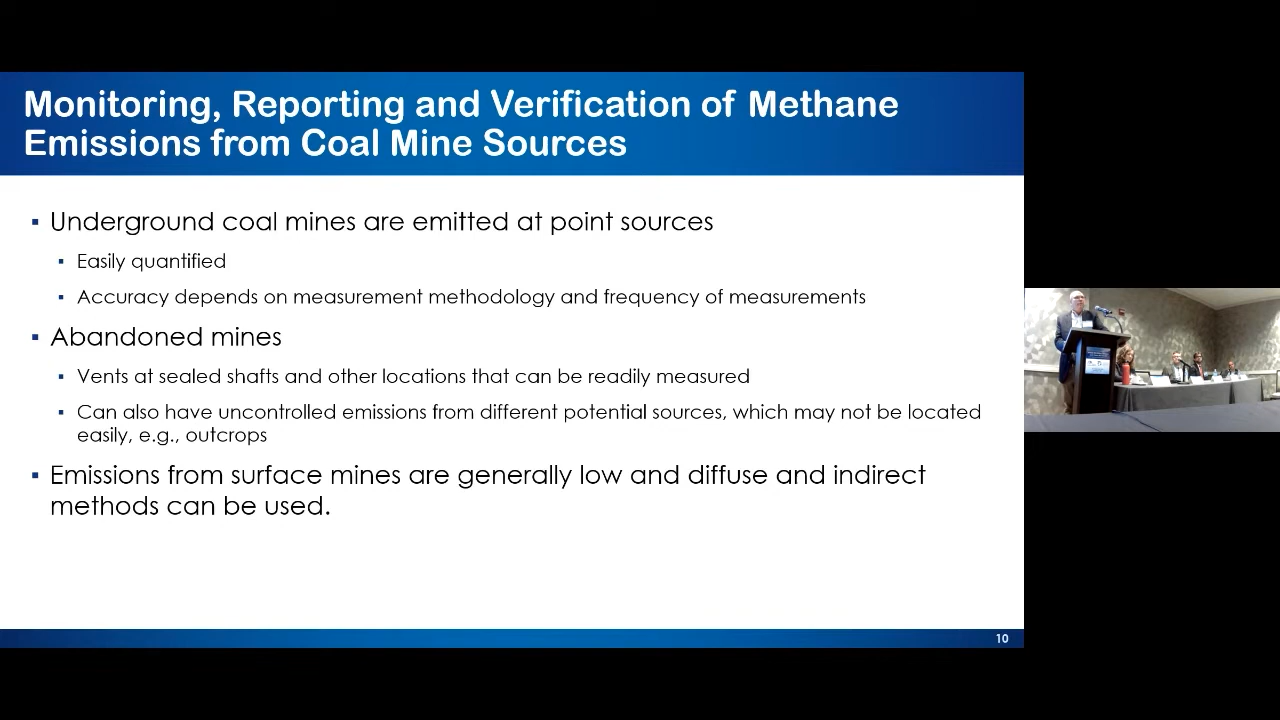 Monitoring, Reporting and Verification of Methane
Emissions from Coal Mine Sources
▪ Underground coal mines are emitted at point sources
▪ Easily quantified
▪ Accuracy depends on measurement methodology and frequency of measurements
▪ Abandoned mines
▪ Vents at sealed shafts and other locations that can be readily measured
▪ Can also have uncontrolled emissions from different potential sources, which may not be located
easily, e.g., outcrops
▪ Emissions from surface mines are generally low and diffuse and indirect
methods can be used.
10